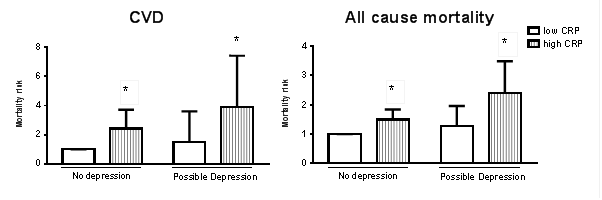 CVD
Mortality risk
8
6
4
2
0
*
*
No depression
Possible Depression
All cause mortality
low CRP
high CRP
Mortality risk
4
3
2
1
0
*
*
No depression
Possible Depression